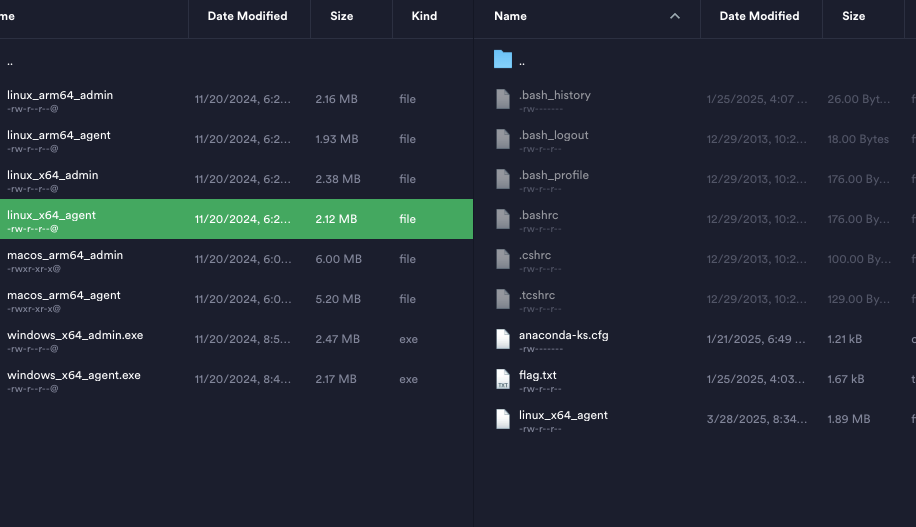 me Date Modified Size Kind
..
linux_arm64_admin 11/20/2024, 6:2... 2.16 MB file
-rw-r--r--@
linux_arm64_agent 11/20/2024, 6:2... 1.93 MB file
-rw-r--r--@
linux_x64_admin 11/20/2024, 6:2... 2.38 MB file
-rw-r--r--@
linux_x64_agent 11/20/2024, 6:2... 2.12 MB file
-rw-r--r--@
macos_arm64_admin 11/20/2024, 6:0... 6.00 MB file
-rwxr-xr-x@
macos_arm64_agent 11/20/2024, 6:0... 5.20 MB file
-rwxr-xr-x@
windows_x64_admin.exe 11/20/2024, 8:5... 2.47 MB exe
-rw-r--r--@
windows_x64_agent.exe 11/20/2024, 8:4... 2.17 MB exe
-rw-r--r--@
Name Date Modified Size
..
.bash_history 1/25/2025, 4:07 ... 26.00 Byt...
-rw-------
.bash_logout 12/29/2013, 10:2... 18.00 Bytes
-rw-r--r--
.bash_profile 12/29/2013, 10:2... 176.00 By...
-rw-r--r--
.bashrc 12/29/2013, 10:2... 176.00 By...
-rw-r--r--
.cshrc 12/29/2013, 10:2... 100.00 By...
-rw-r--r--
.tcshrc 12/29/2013, 10:2... 129.00 By...
-rw-r--r--
anaconda-ks.cfg 1/21/2025, 6:49 ... 1.21 kB
-rw-------
TXT flag.txt 1/25/2025, 4:03... 1.67 kB
-rw-r--r--
linux_x64_agent 3/28/2025, 8:34... 1.89 MB
-rw-r--r--